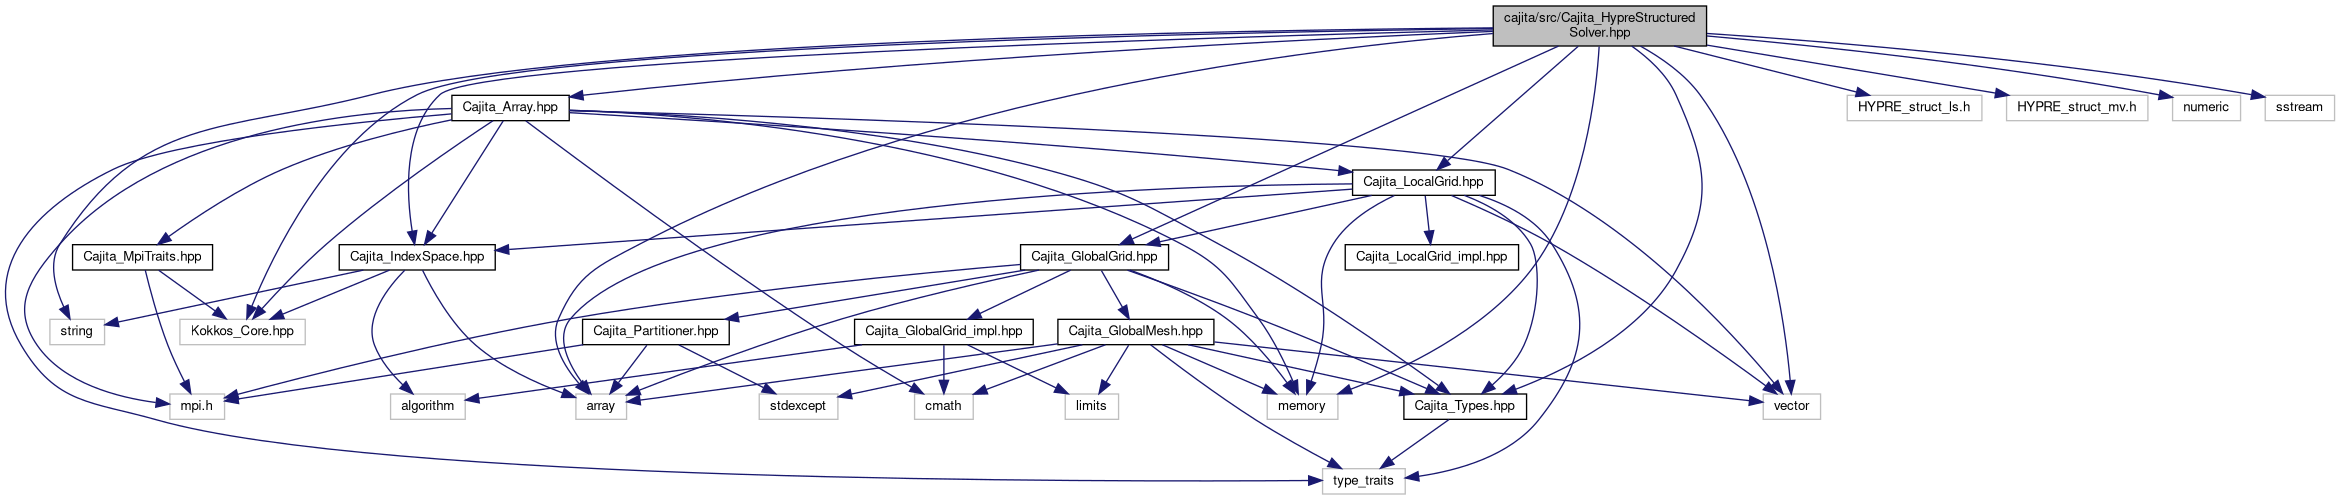 cajita/src/Cajita_HypreStructured
Solver.hpp
Cajita_Array.hpp
HYPRE_struct_ls.h
HYPRE_struct_mv.h
numeric
sstream
Cajita_LocalGrid.hpp
Cajita_MpiTraits.hpp
Cajita_IndexSpace.hpp
Cajita_GlobalGrid.hpp
Cajita_LocalGrid_impl.hpp
string
Kokkos_Core.hpp
Cajita_Partitioner.hpp
Cajita_GlobalGrid_impl.hpp
Cajita_GlobalMesh.hpp
mpi.h
algorithm
array
stdexcept
cmath
limits
memory
Cajita_Types.hpp
vector
type_traits